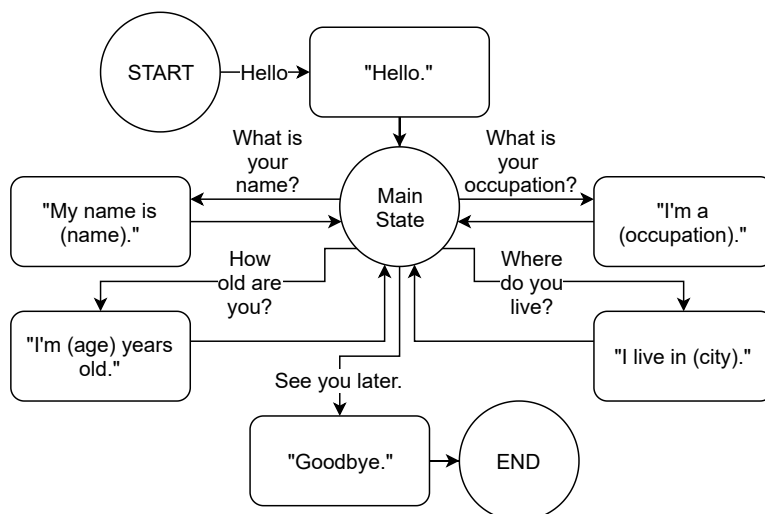 START
Hello
"Hello."
What is
your
name?
What is
your
occupation?
Main
State
"My name is
(name)."
"I'm a
(occupation)."
How
old are
you?
Where
do you
live?
"I'm (age) years
old."
"I live in (city)."
See you later.
"Goodbye."
END